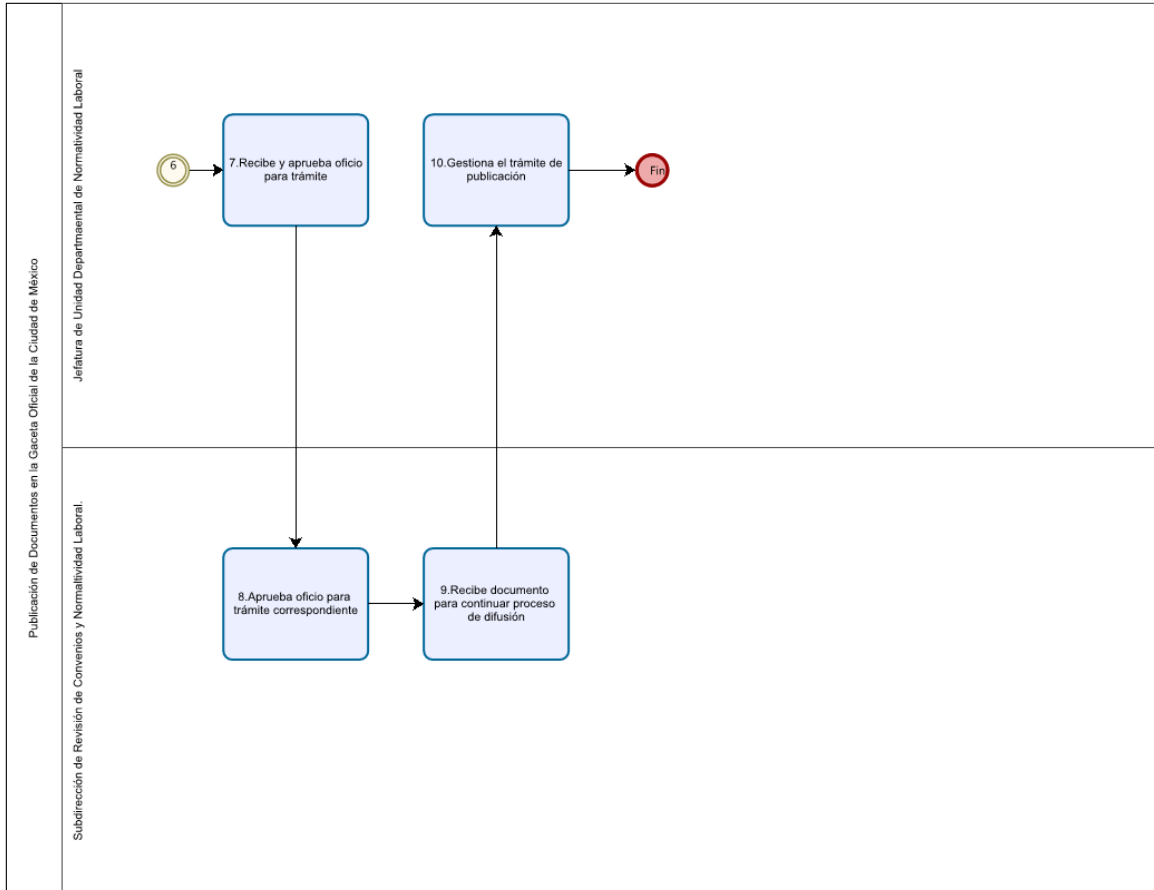 Publicación de Documentos en la Gaceta Oficial de la Ciudad de México
Jefatura de Unidad Departmaental de Normatividad Laboral
6
7.Recibe y aprueba oficio
para trámite
10.Gestiona el trámite de
publicación
Fin
Subdirección de Revisión de Convenios y Normaltividad Laboral.
8.Aprueba oficio para
trámite correspondiente
9.Recibe documento
para continuar proceso
de difusión